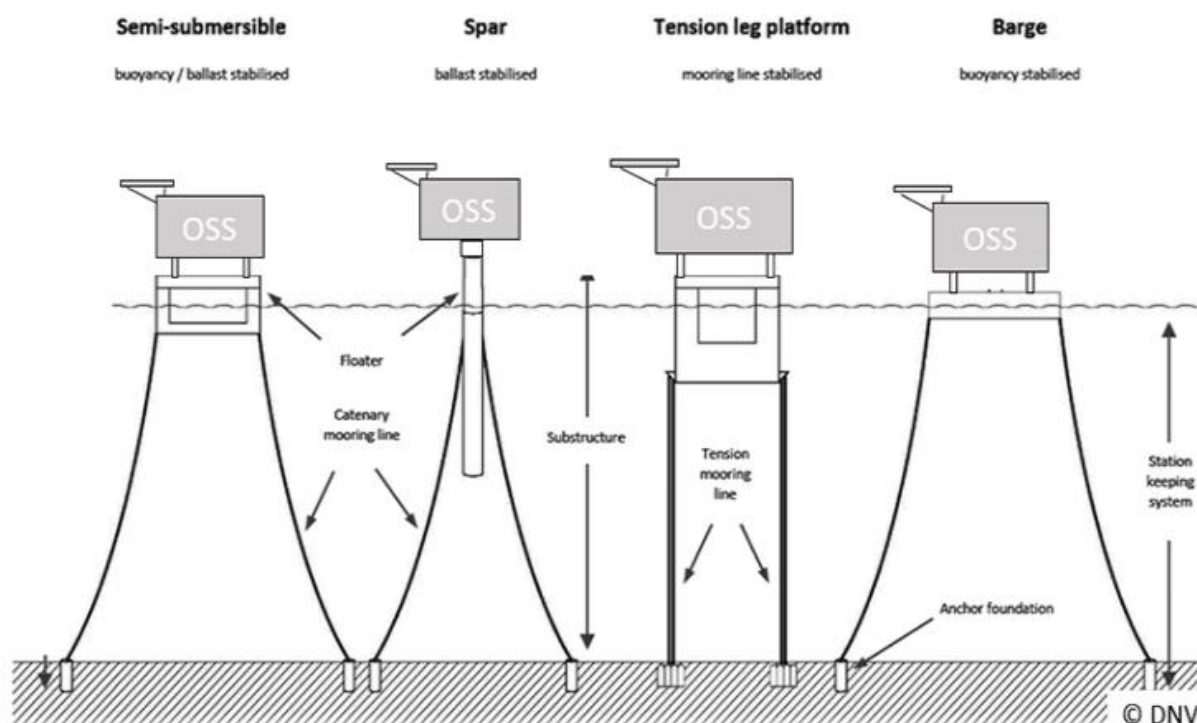 Semi-submersible
buoyancy / ballast stabilised
Spar
ballast stabilised
Tension leg platform
mooring line stabilised
Barge
buoyancy stabilised
OSS
OSS
OSS
OSS
Floater
Catenary
mooring line
Substructure
Tension
mooring
line
Station
keeping
system
Anchor foundation
© DNV